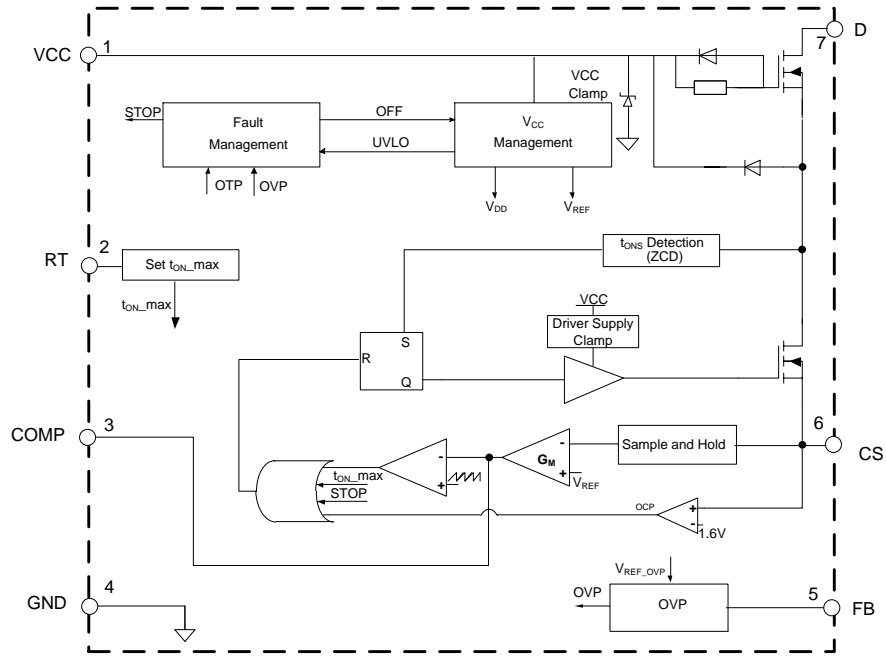 1
VCC
7
D
VCC
Clamp
STOP
Fault
Management
OFF
UVLO
VCC
Management
OTP
OVP
VDD
VREF
2
RT
Set tON_max
tON_max
tONS Detection
(ZCD)
VCC
Driver Supply
Clamp
S
R
Q
3
COMP
6
CS
Sample and Hold
-
GM
+
VREF
-
+
tON_max
STOP
OCP
+
-
1.6V
4
GND
VREF_OVP
OVP
OVP
5
FB